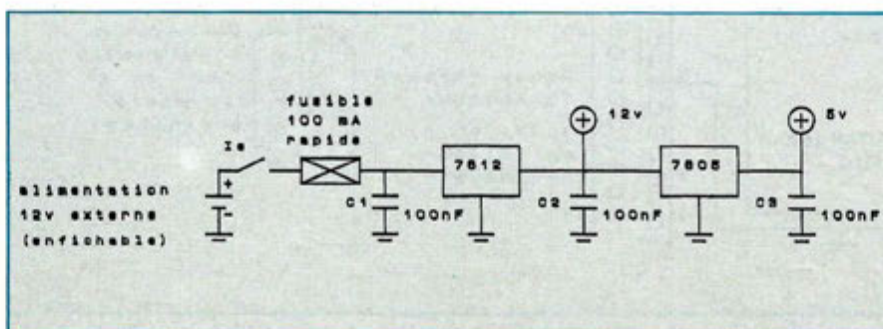 fusible
100 mA
rapide
Ie
12v
5v
7812
7805
+
-
alimentation
12v externe
(enfichable)
C1
100nF
C2
100nF
C3
100nF